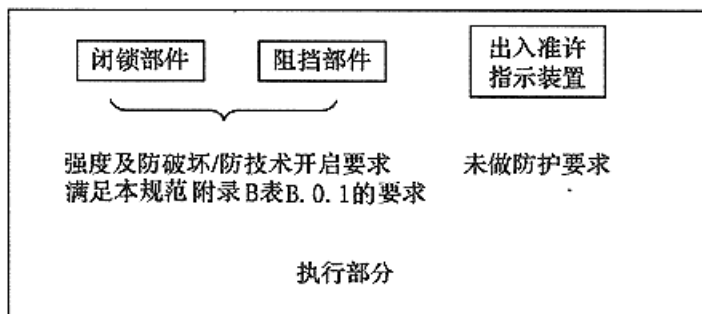 闭锁部件
阻挡部件
出入准许
指示装置
强度及防破坏/防技术开启要求
满足本规范附录B表B.0.1的要求
未做防护要求
执行部分